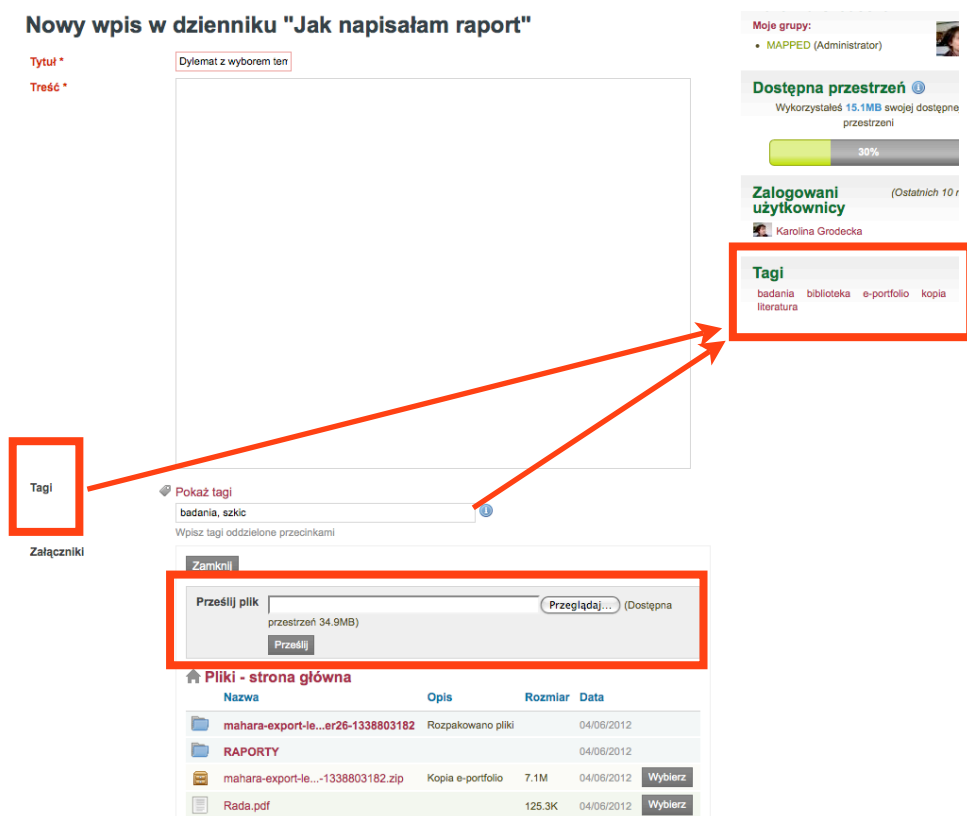 Nowy wpis w dzienniku "Jak napisałam raport"
Tytuł *
Dylemat z wyborem tem
Treść *
Tagi
Pokaż tagi
badania, szkic
Wpisz tagi oddzielone przecinkami
Załączniki
Zamknij
Prześlij plik
Przeglądaj... (Dostępna
przestrzeń 34.9MB)
Prześlij
Pliki - strona główna
Nazwa Opis Rozmiar Data
mahara-export-le...er26-1338803182 Rozpakowano pliki 04/06/2012
RAPORTY 04/06/2012
mahara-export-le...-1338803182.zip Kopia e-portfolio 7.1M 04/06/2012 Wybierz
Rada.pdf 125.3K 04/06/2012 Wybierz
Moje grupy:
MAPPED (Administrator)
Dostępna przestrzeń
Wykorzystałeś 15.1MB swojej dostępnej
przestrzeni
30%
Zalogowani (Ostatnich 10
użytkownicy
Karolina Grodecka
Tagi
badania biblioteka e-portfolio kopia
literatura